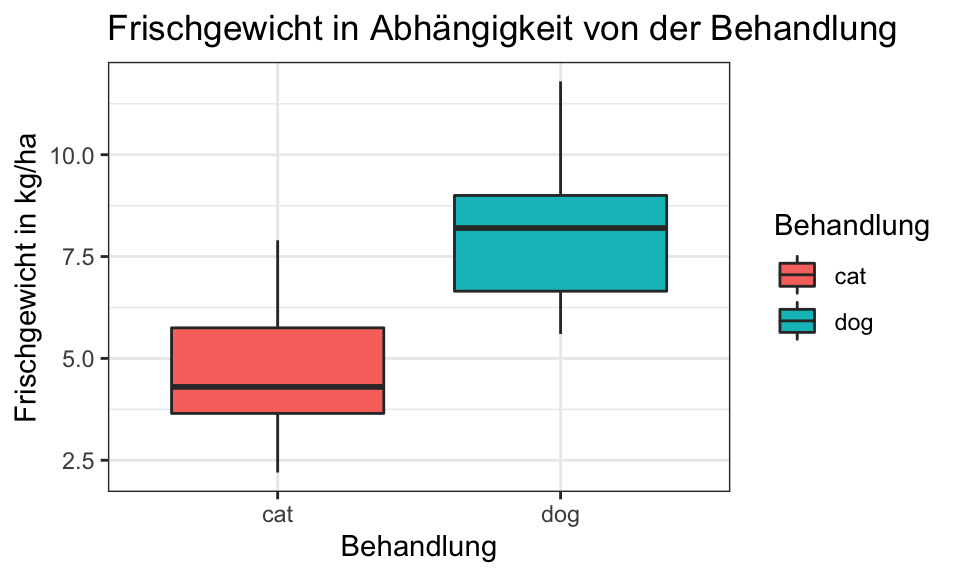 Frischgewicht in Abhängigkeit von der Behandlung
Frischgewicht in kg/ha
10.0
7.5
5.0
2.5
cat
dog
Behandlung
Behandlung
cat
dog